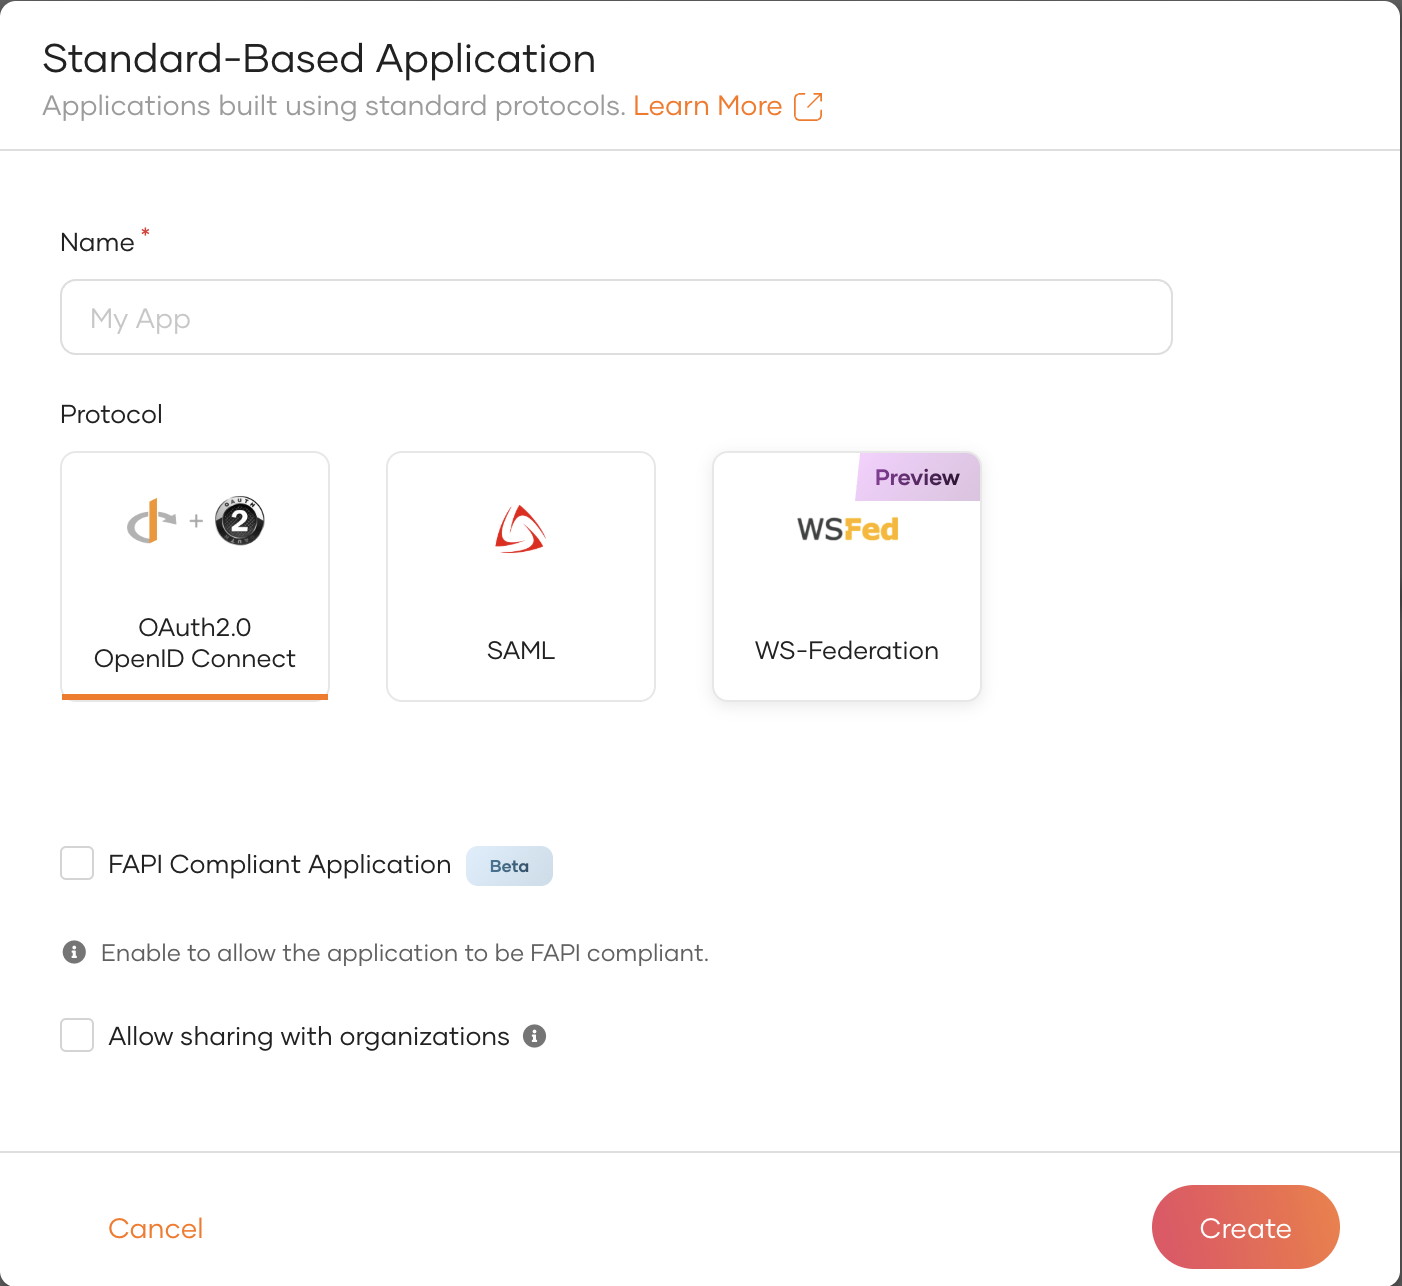 Standard-Based Application
Applications built using standard protocols. Learn More
Name *
My App
Protocol
Preview
+ OAUTH 2
WSFed
OAuth2.0
OpenID Connect
SAML
WS-Federation
FAPI Compliant Application Beta
Enable to allow the application to be FAPI compliant.
Allow sharing with organizations
Cancel
Create